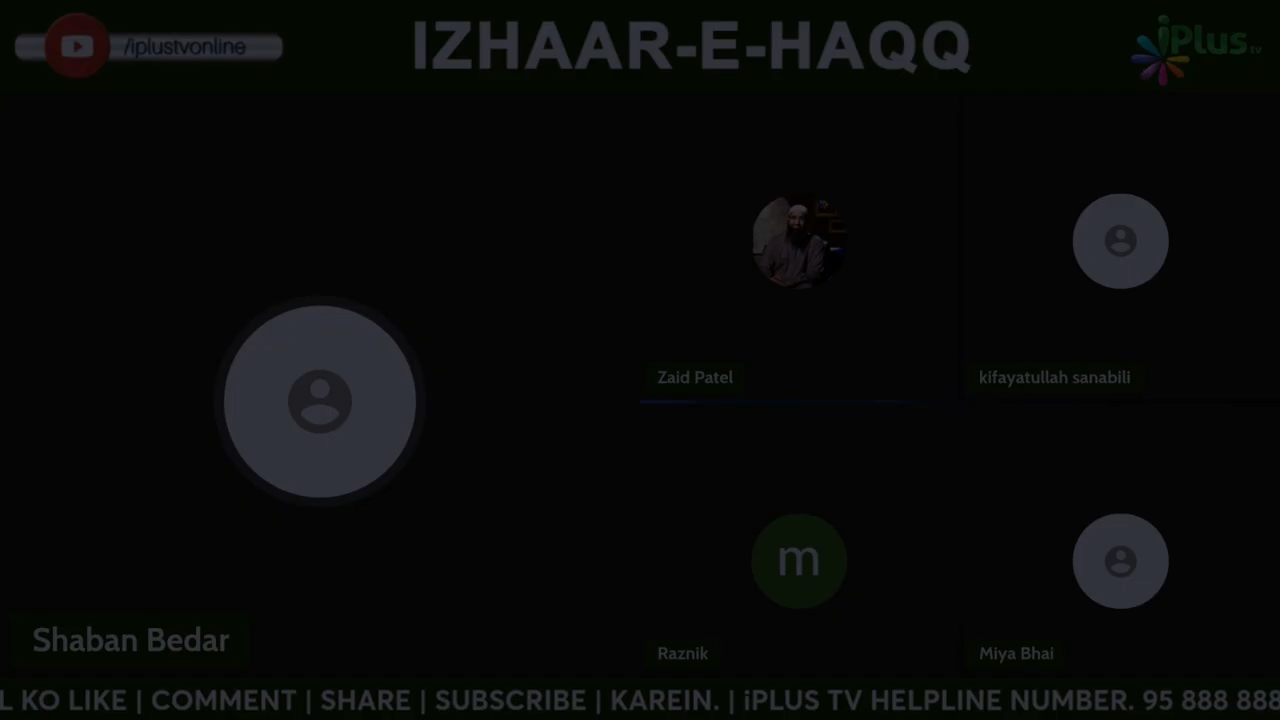 /iplustvonline
IZHAAR-E-HAQQ
iPlus tv
Zaid Patel
kifayatullah sanabili
m
Shaban Bedar
Raznik
Miya Bhai
L KO LIKE | COMMENT | SHARE | SUBSCRIBE | KAREIN. | iPLUS TV HELPLINE NUMBER. 95 888 888